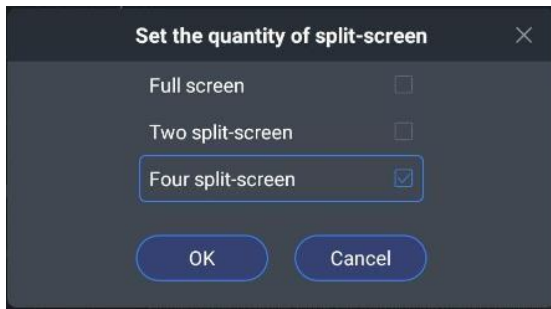 Set the quantity of split-screen
Full screen
Two split-screen
Four split-screen
OK Cancel